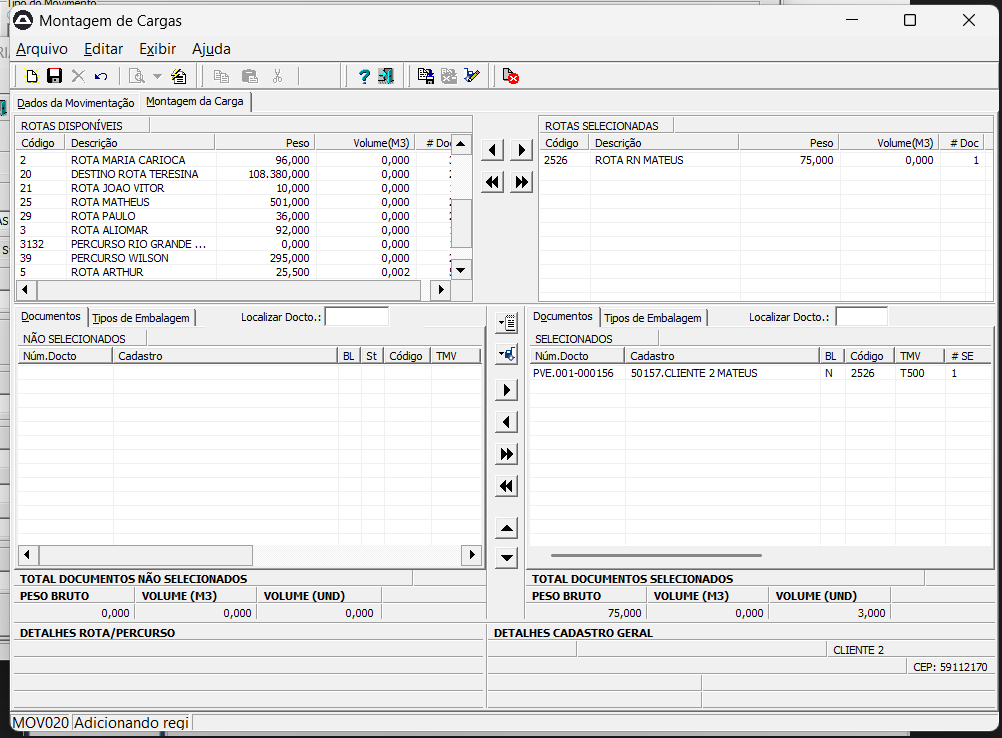 Tipo do Movimento
Montagem de Cargas
Arquivo Editar Exibir Ajuda
Dados da Movimentação Montagem da Carga
ROTAS DISPONÍVEIS
Código Descrição Peso Volume(M3) # Doc
2 ROTA MARIA CARIOCA 96,000 0,000
20 DESTINO ROTA TERESINA 108.380,000 0,000
21 ROTA JOAO VITOR 10,000 0,000
25 ROTA MATHEUS 501,000 0,000
29 ROTA PAULO 36,000 0,000
3 ROTA ALIOMAR 92,000 0,000
3132 PERCURSO RIO GRANDE ... 0,000 0,000
39 PERCURSO WILSON 295,000 0,000
5 ROTA ARTHUR 25,500 0,002
ROTAS SELECIONADAS
Código Descrição Peso Volume(M3) # Doc
2526 ROTA RN MATEUS 75,000 0,000 1
Documentos Tipos de Embalagem Localizar Docto.:
NÃO SELECIONADOS
Núm.Docto Cadastro BL St Código TMV
Documentos Tipos de Embalagem Localizar Docto.:
SELECIONADOS
Núm.Docto Cadastro BL Código TMV # SE
PVE.001-000156 50157.CLIENTE 2 MATEUS N 2526 T500 1
TOTAL DOCUMENTOS NÃO SELECIONADOS
PESO BRUTO VOLUME (M3) VOLUME (UND)
0,000 0,000 0,000
TOTAL DOCUMENTOS SELECIONADOS
PESO BRUTO VOLUME (M3) VOLUME (UND)
75,000 0,000 3,000
DETALHES ROTA/PERCURSO
DETALHES CADASTRO GERAL
CLIENTE 2
CEP: 59112170
MOV020 Adicionando regi